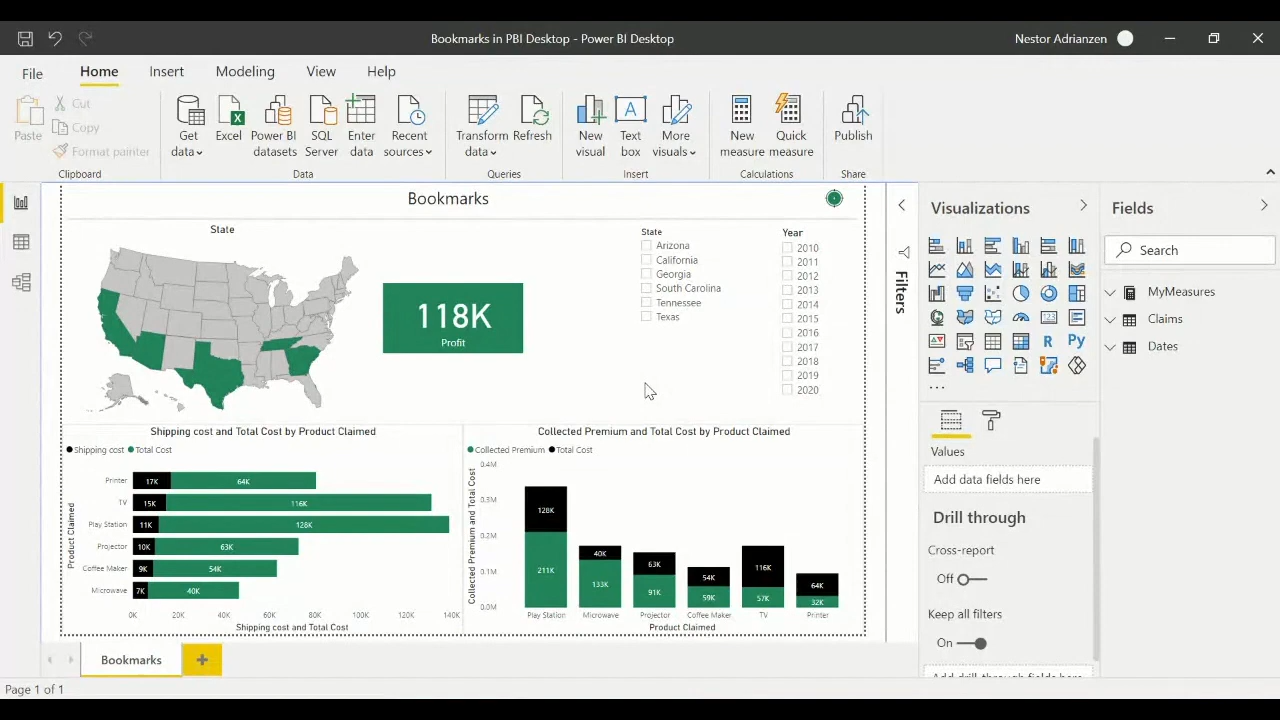 Bookmarks in PBI Desktop - Power BI Desktop
Nestor Adrianzen
File Home Insert Modeling View Help
Paste
Cut
Copy
Format painter
Clipboard
Get data
Excel
Power BI datasets
SQL Server
Enter data
Recent sources
Data
Transform data
Refresh
Queries
New visual
Text box
More visuals
Insert
New measure
Quick measure
Calculations
Publish
Share
Bookmarks
State
118K
Profit
State
Arizona
California
Georgia
South Carolina
Tennessee
Texas
Year
2010
2011
2012
2013
2014
2015
2016
2017
2018
2019
2020
Shipping cost and Total Cost by Product Claimed
Shipping cost Total Cost
Product Claimed
Printer 17K 64K
TV 15K 116K
Play Station 11K 128K
Projector 10K 63K
Coffee Maker 9K 54K
Microwave 7K 40K
0K 20K 40K 60K 80K 100K 120K 140K
Shipping cost and Total Cost
Collected Premium and Total Cost by Product Claimed
Collected Premium Total Cost
Collected Premium and Total Cost
0.4M
0.3M
0.2M
0.1M
0.0M
128K
211K
40K
133K
63K
91K
54K
59K
116K
57K
64K
32K
Play Station Microwave Projector Coffee Maker TV Printer
Product Claimed
Filters
Visualizations
R Py
Values
Add data fields here
Drill through
Cross-report
Off
Keep all filters
On
Add drill-through fields here
Fields
Search
MyMeasures
Claims
Dates
Bookmarks
Page 1 of 1